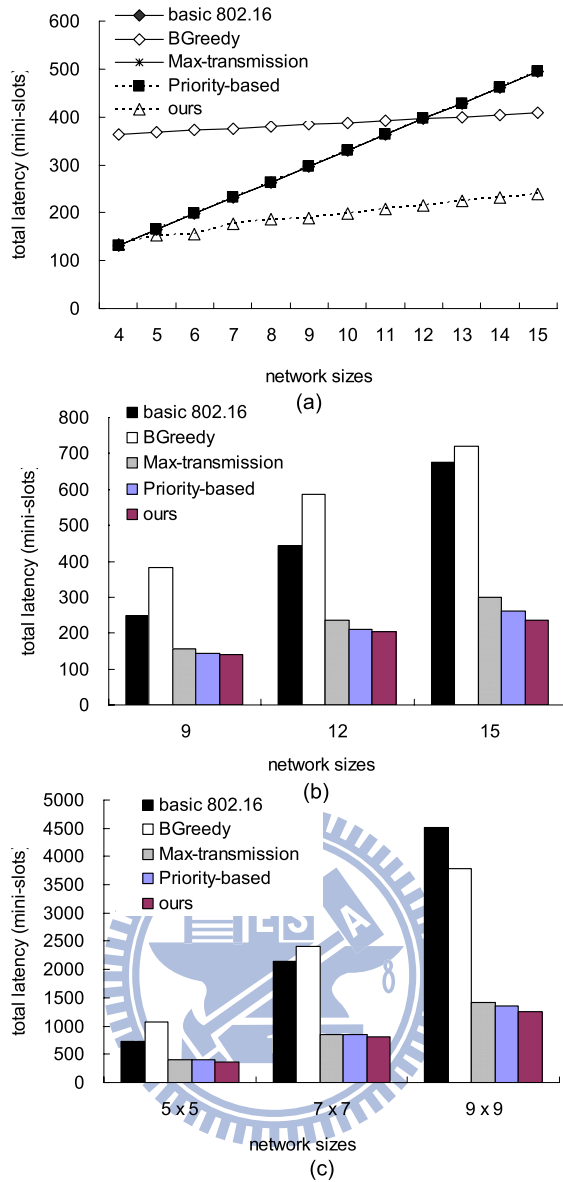 basic 802.16
BGreedy
Max-transmission
Priority-based
ours
total latency (mini-slots)
600
500
400
300
200
100
0
4 5 6 7 8 9 10 11 12 13 14 15
network sizes
(a)
basic 802.16
BGreedy
Max-transmission
Priority-based
ours
total latency (mini-slots)
800
700
600
500
400
300
200
100
0
9 12 15
network sizes
(b)
basic 802.16
BGreedy
Max-transmission
Priority-based
ours
total latency (mini-slots)
5000
4500
4000
3500
3000
2500
2000
1500
1000
500
0
5 x 5 7 x 7 9 x 9
network sizes
(c)
E S A